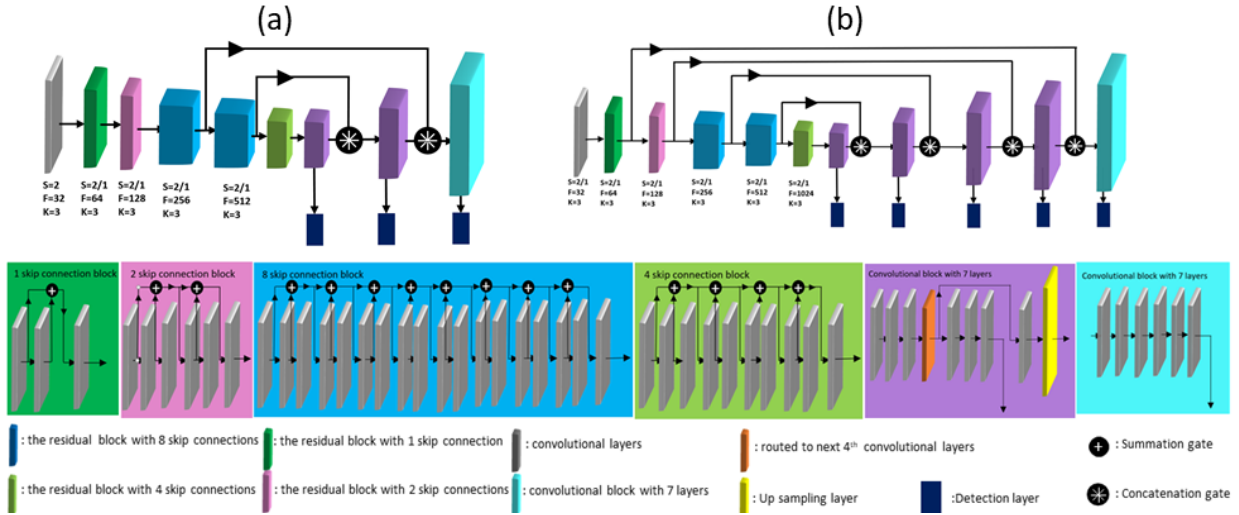 (a)
(b)
S=2 S=2/1 S=2/1 S=2/1 S=2/1
F=32 F=64 F=128 F=256 F=512
K=3 K=3 K=3 K=3 K=3
S=2/1 S=2/1 S=2/1 S=2/1 S=2/1 S=2/1
F=32 F=64 F=128 F=256 F=512 F=1024
K=3 K=3 K=3 K=3 K=3 K=3
1 skip connection block
2 skip connection block
8 skip connection block
4 skip connection block
Convolutional block with 7 layers
Convolutional block with 7 layers
: the residual block with 8 skip connections
: the residual block with 1 skip connection
: convolutional layers
: routed to next 4th convolutional layers
: Summation gate
: the residual block with 4 skip connections
: the residual block with 2 skip connections
: convolutional block with 7 layers
: Up sampling layer
:Detection layer
: Concatenation gate